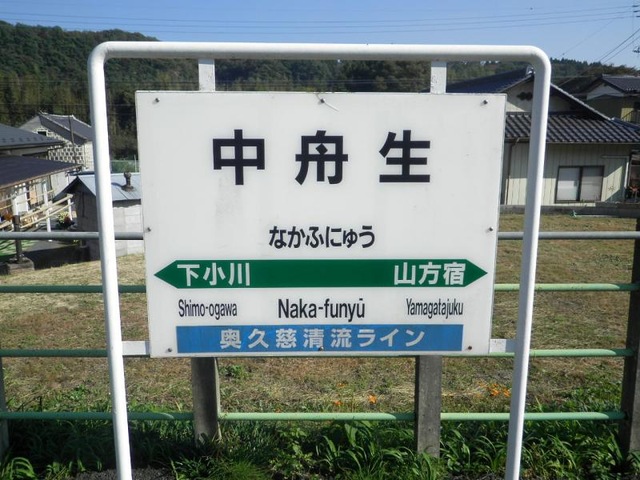 中舟生
なかふにゅう
下小川 山方宿
Shimo-ogawa Naka-funyū Yamagatajuku
奥久慈清流ライン